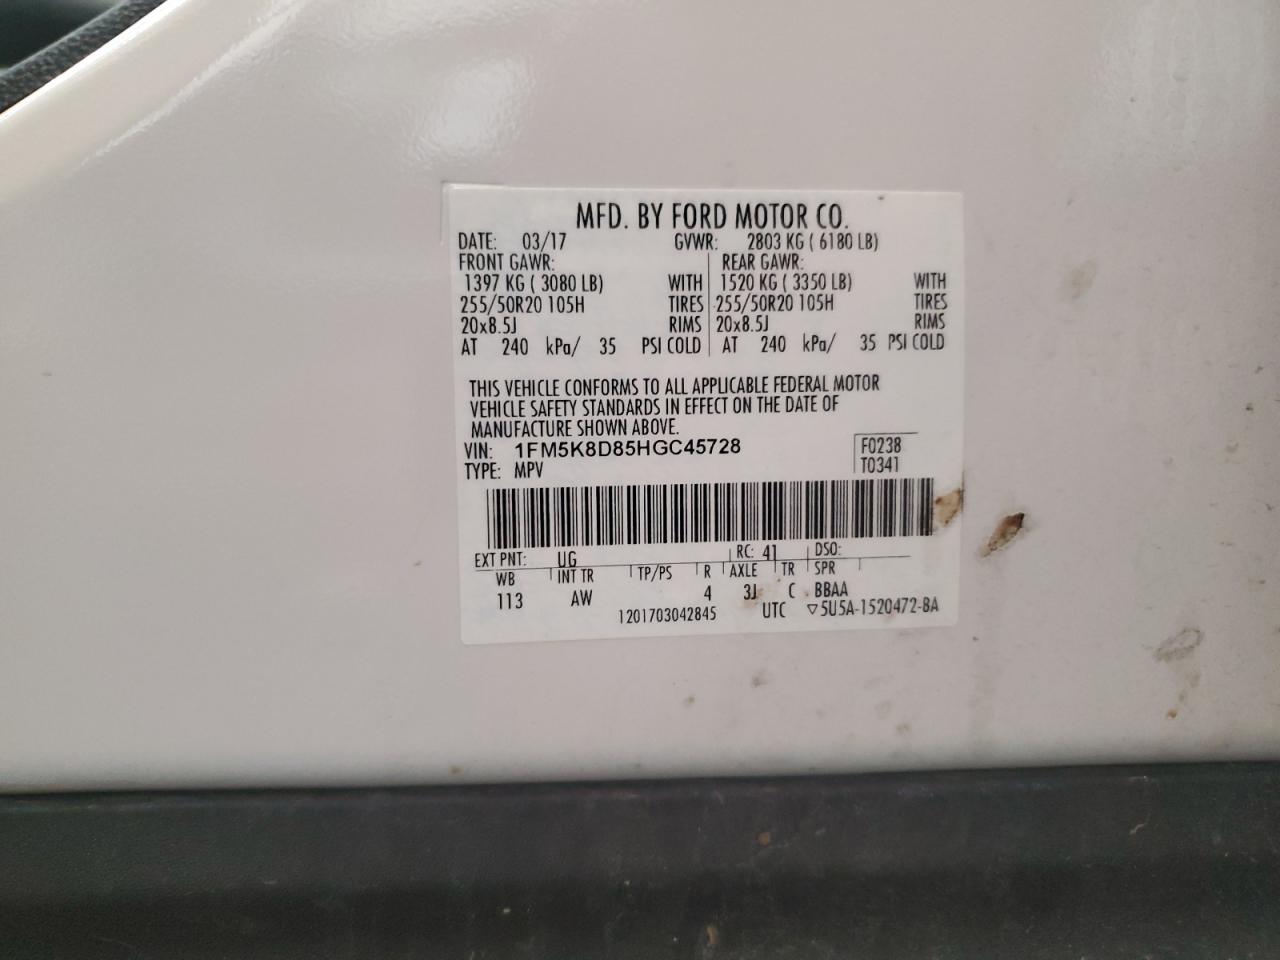 MFD. BY FORD MOTOR CO.
DATE: 03/17 GVWR: 2803 KG ( 6180 LB)
FRONT GAWR: REAR GAWR:
1397 KG ( 3080 LB) WITH 1520 KG ( 3350 LB) WITH
255/50R20 105H TIRES 255/50R20 105H TIRES
20x8.5J RIMS 20x8.5J RIMS
AT 240 kPa/ 35 PSI COLD AT 240 kPa/ 35 PSI COLD
THIS VEHICLE CONFORMS TO ALL APPLICABLE FEDERAL MOTOR
VEHICLE SAFETY STANDARDS IN EFFECT ON THE DATE OF
MANUFACTURE SHOWN ABOVE.
VIN: 1FM5K8D85HGC45728 F0238
TYPE: MPV T0341
EXT PNT: UG RC: 41 DSO:
WB INT TR TP/PS R AXLE TR SPR
113 AW 4 3J C BBAA
1201703042845 UTC ▽5U5A-1520472-BA